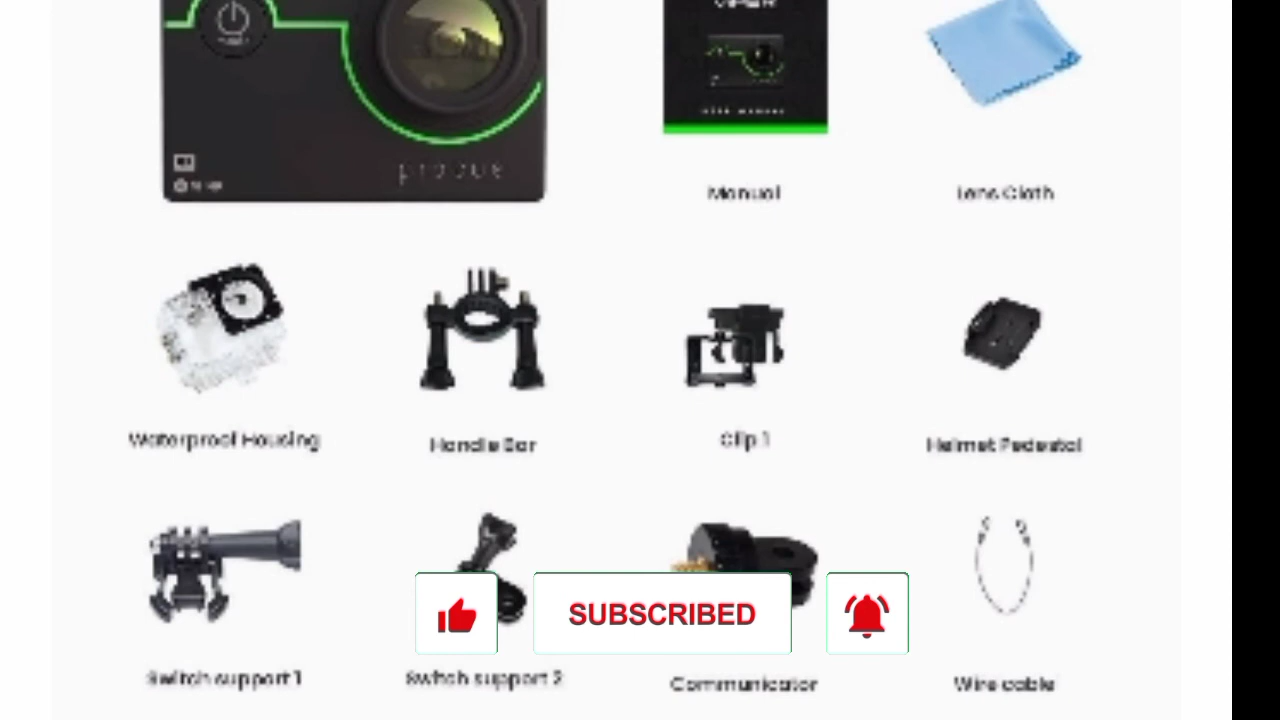 procus
Manual
Lens Cloth
Waterproof Housing
Handle Bar
Clip 1
Helmet Pedestal
Switch support 1
Switch support 2
Communicator
Wire cable
SUBSCRIBED